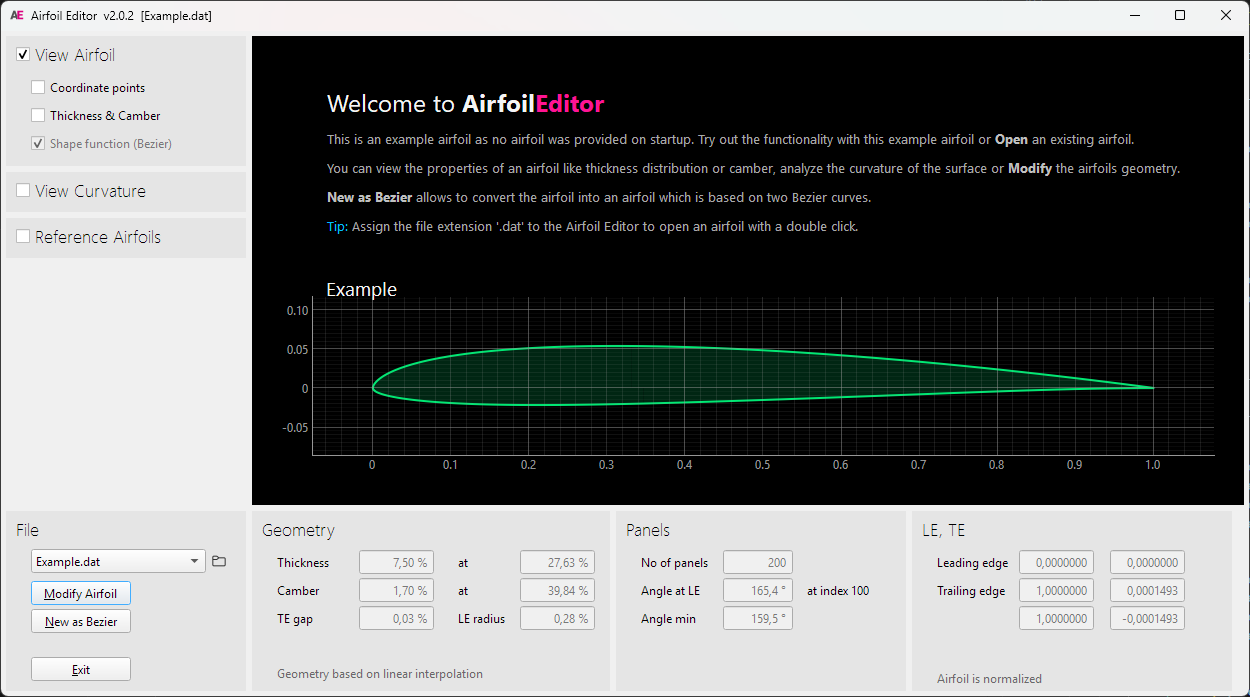 AE Airfoil Editor v2.0.2 [Example.dat]
View Airfoil
Coordinate points
Thickness & Camber
Shape function (Bezier)
View Curvature
Reference Airfoils
Welcome to AirfoilEditor
This is an example airfoil as no airfoil was provided on startup. Try out the functionality with this example airfoil or Open an existing airfoil.
You can view the properties of an airfoil like thickness distribution or camber, analyze the curvature of the surface or Modify the airfoils geometry.
New as Bezier allows to convert the airfoil into an airfoil which is based on two Bezier curves.
Tip: Assign the file extension '.dat' to the Airfoil Editor to open an airfoil with a double click.
Example
0.10
0.05
0
-0.05
0 0.1 0.2 0.3 0.4 0.5 0.6 0.7 0.8 0.9 1.0
File
Example.dat
Modify Airfoil
New as Bezier
Exit
Geometry
Thickness 7,50 % at 27,63 %
Camber 1,70 % at 39,84 %
TE gap 0,03 % LE radius 0,28 %
Geometry based on linear interpolation
Panels
No of panels 200
Angle at LE 165,4 ° at index 100
Angle min 159,5 °
LE, TE
Leading edge 0,0000000 0,0000000
Trailing edge 1,0000000 0,0001493
1,0000000 -0,0001493
Airfoil is normalized